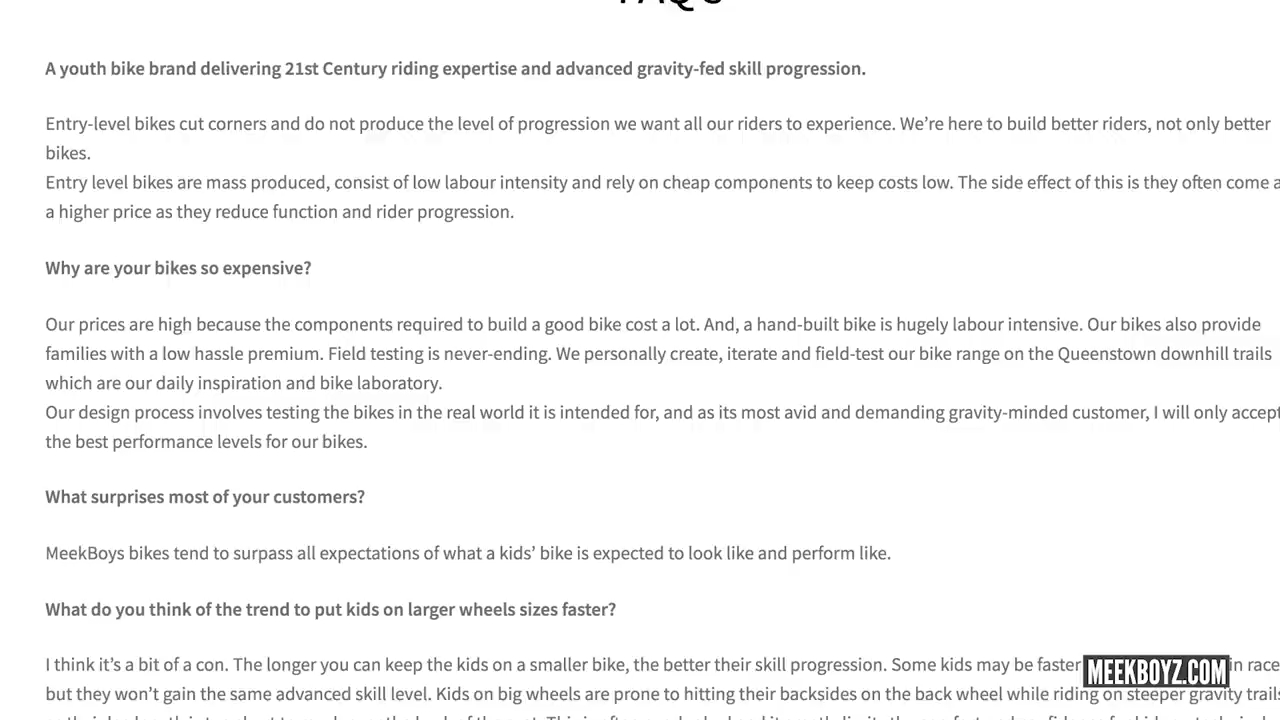 FAQS
A youth bike brand delivering 21st Century riding expertise and advanced gravity-fed skill progression.
Entry-level bikes cut corners and do not produce the level of progression we want all our riders to experience. We’re here to build better riders, not only better
bikes.
Entry level bikes are mass produced, consist of low labour intensity and rely on cheap components to keep costs low. The side effect of this is they often come
a higher price as they reduce function and rider progression.
Why are your bikes so expensive?
Our prices are high because the components required to build a good bike cost a lot. And, a hand-built bike is hugely labour intensive. Our bikes also provide
families with a low hassle premium. Field testing is never-ending. We personally create, iterate and field-test our bike range on the Queenstown downhill trails
which are our daily inspiration and bike laboratory.
Our design process involves testing the bikes in the real world it is intended for, and as its most avid and demanding gravity-minded customer, I will only accept
the best performance levels for our bikes.
What surprises most of your customers?
MeekBoys bikes tend to surpass all expectations of what a kids’ bike is expected to look like and perform like.
What do you think of the trend to put kids on larger wheels sizes faster?
I think it’s a bit of a con. The longer you can keep the kids on a smaller bike, the better their skill progression. Some kids may be faster in race
MEEKBOYZ.COM
but they won’t gain the same advanced skill level. Kids on big wheels are prone to hitting their backsides on the back wheel while riding on steeper gravity trails